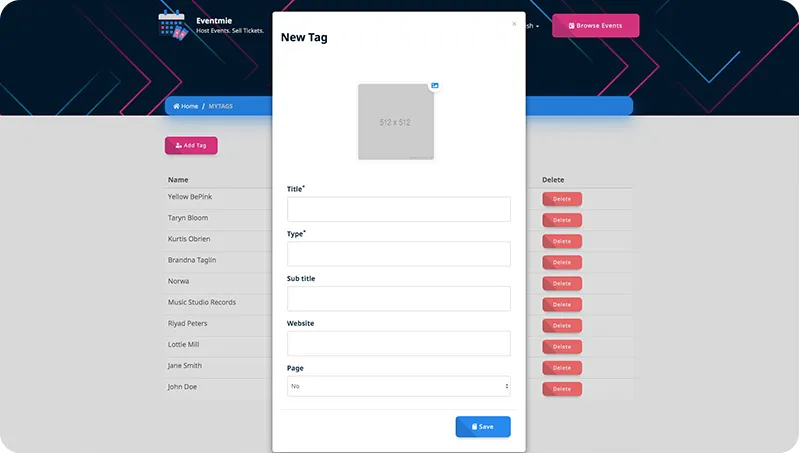 Eventmie
Host Events. Sell Tickets.
sh
Browse Events
×
New Tag
Home / MYTAGS
512 x 512
Add Tag
Name
Delete
Title*
Yellow BePink
Delete
Taryn Bloom
Delete
Type*
Kurtis Obrien
Delete
Brandna Taglin
Delete
Sub title
Norwa
Delete
Music Studio Records
Delete
Website
Riyad Peters
Delete
Lottie Mill
Delete
Page
Jane Smith
Delete
No
John Doe
Delete
Save